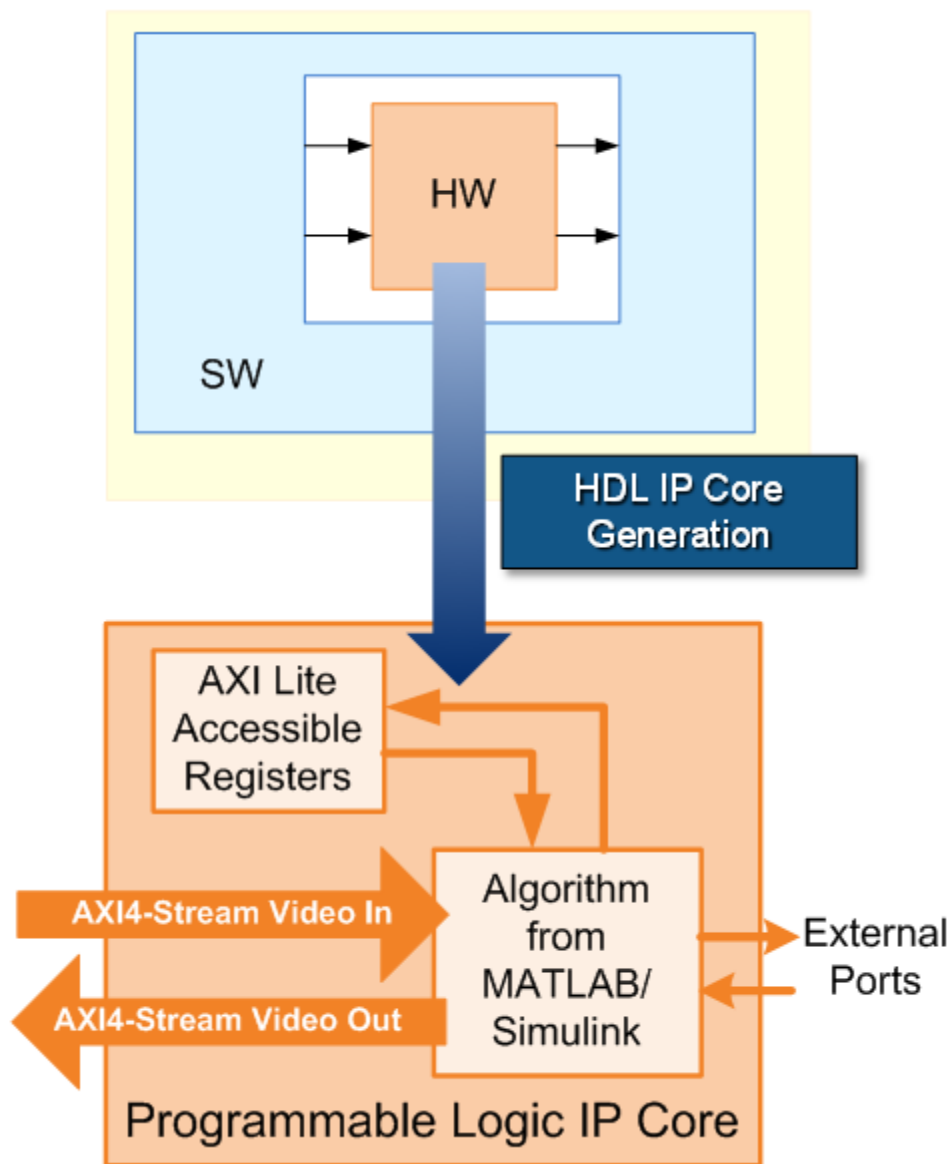 HW
SW
HDL IP Core
Generation
AXI Lite
Accessible
Registers
AXI4-Stream Video In
AXI4-Stream Video Out
Algorithm
from
MATLAB/
Simulink
External
Ports
Programmable Logic IP Core